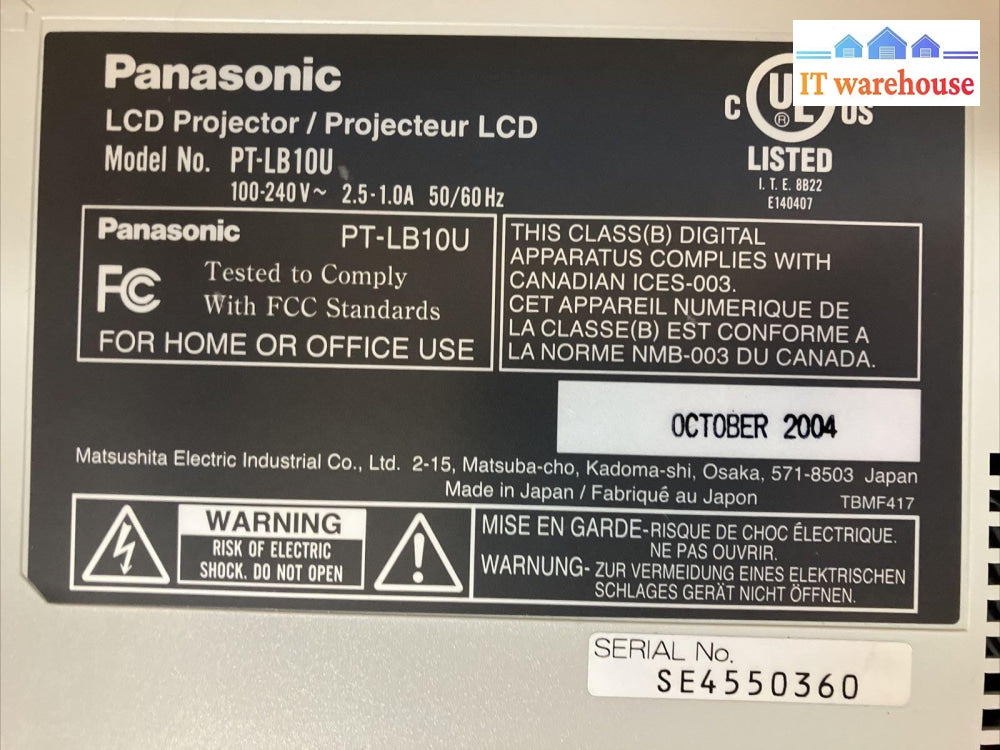 IT warehouse
Panasonic
LCD Projector / Projecteur LCD
Model No. PT-LB10U
100-240V~ 2.5-1.0A 50/60Hz
C UL US
®
LISTED
I.T.E. 8B22
E140407
Panasonic PT-LB10U
FC Tested to Comply
With FCC Standards
FOR HOME OR OFFICE USE
THIS CLASS(B) DIGITAL
APPARATUS COMPLIES WITH
CANADIAN ICES-003.
CET APPAREIL NUMERIQUE DE
LA CLASSE(B) EST CONFORME A
LA NORME NMB-003 DU CANADA.
OCTOBER 2004
Matsushita Electric Industrial Co., Ltd. 2-15, Matsuba-cho, Kadoma-shi, Osaka, 571-8503 Japan
Made in Japan / Fabriqué au Japon TBMF417
WARNING
RISK OF ELECTRIC
SHOCK. DO NOT OPEN
MISE EN GARDE-RISQUE DE CHOC ÉLECTRIQUE.
NE PAS OUVRIR.
WARNUNG- ZUR VERMEIDUNG EINES ELEKTRISCHEN
SCHLAGES GERÄT NICHT ÖFFNEN.
SERIAL No.
SE4550360